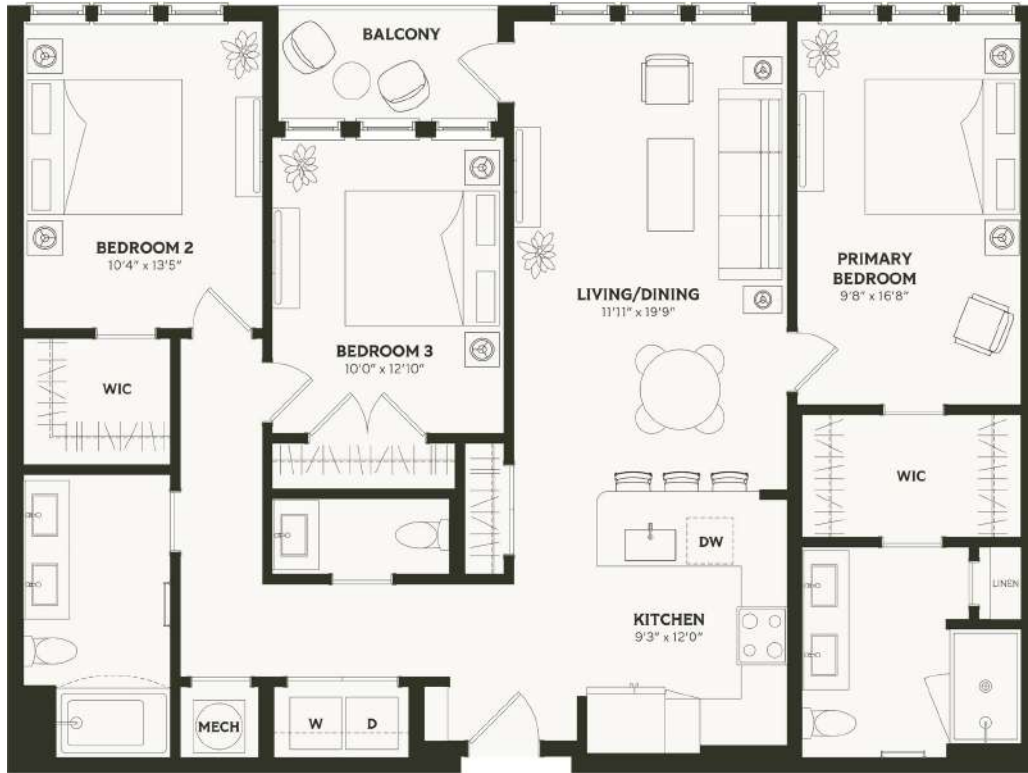 BALCONY
BEDROOM 2
10'4" x 13'5"
PRIMARY
BEDROOM
9'8" x 16'8"
LIVING/DINING
11'11" x 19'9"
BEDROOM 3
10'0" x 12'10"
WIC
WIC
DW
LINEN
KITCHEN
9'3" x 12'0"
MECH
W
D